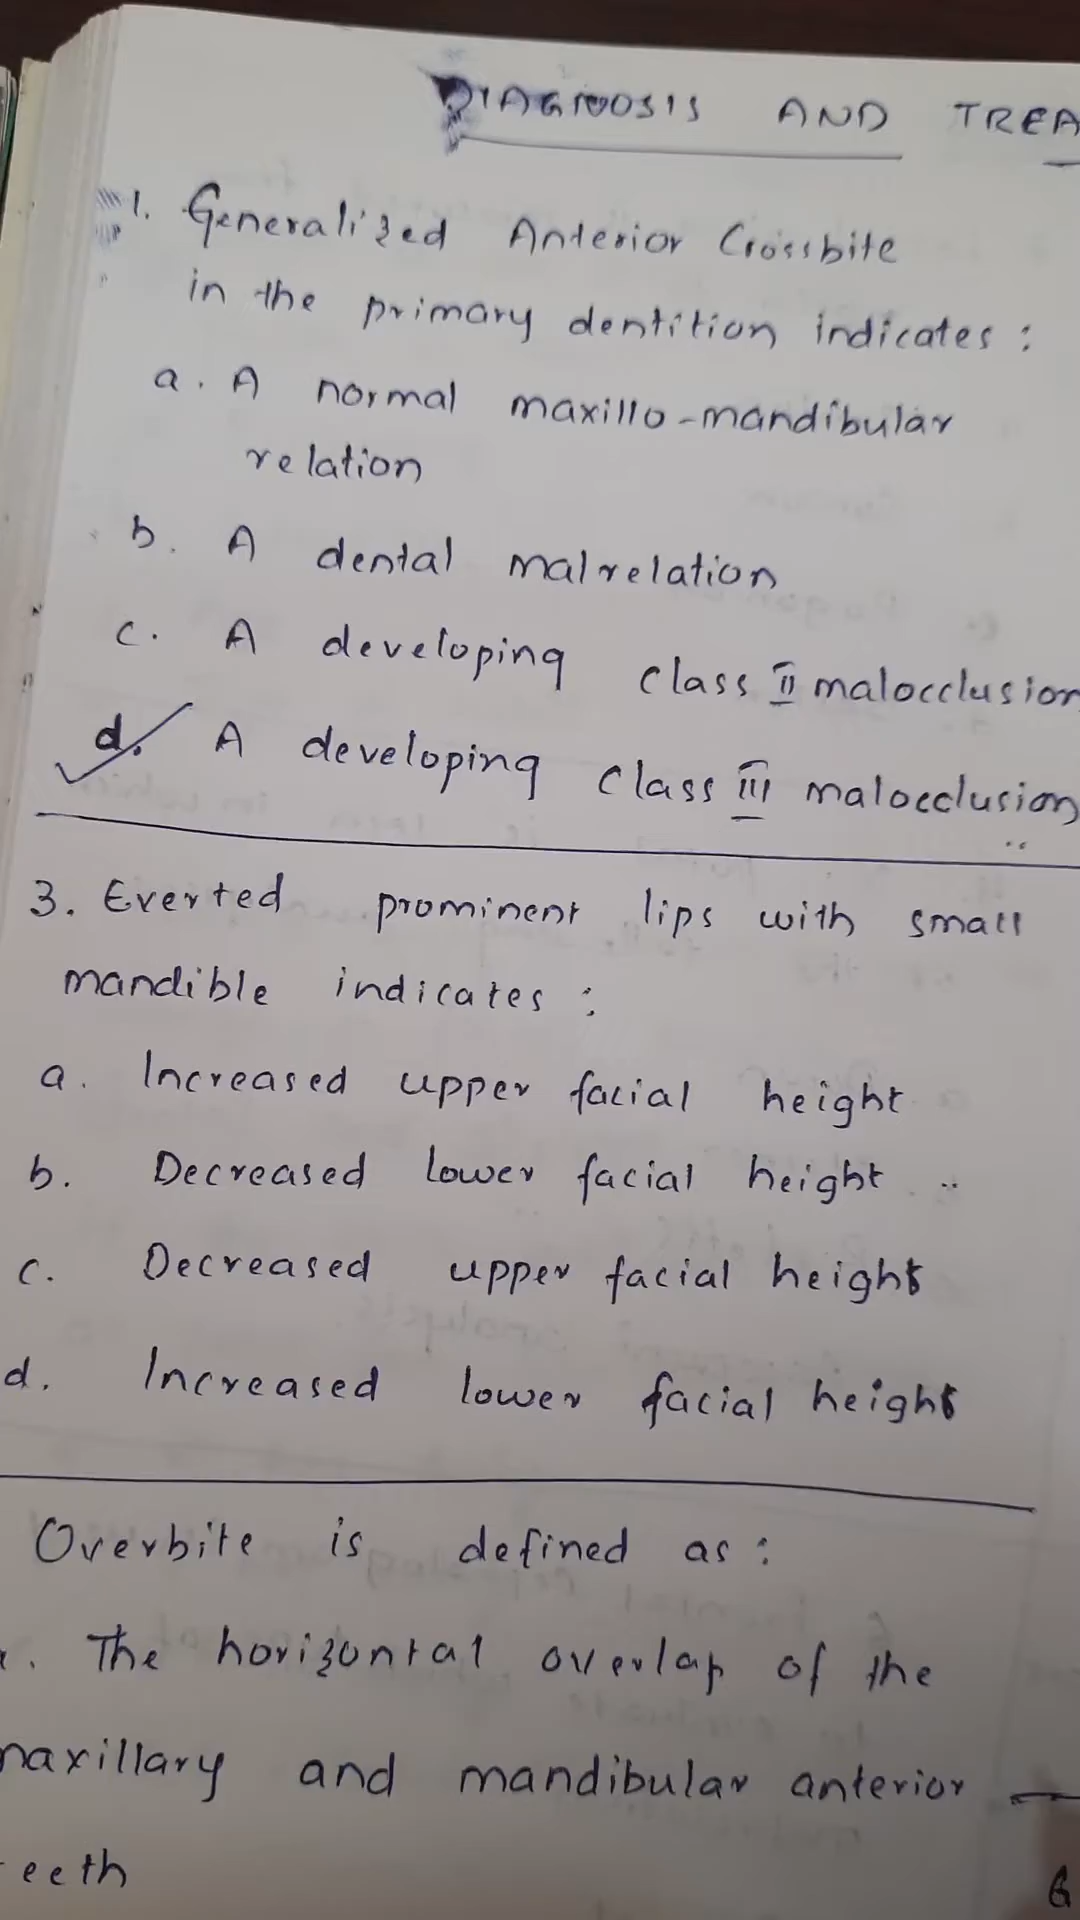 DIAGNOSIS AND TREA
1. Generalized Anterior Crossbite
in the primary dentition indicates :
a. A normal maxillo-mandibular
relation
b. A dental malrelation
c. A developing class II malocclusion
d. A developing class III malocclusion
3. Everted prominent lips with small
mandible indicates :
a. Increased upper facial height
b. Decreased lower facial height
c. Decreased upper facial height
d. Increased lower facial height
Overbite is defined as :
. The horizontal overlap of the
maxillary and mandibular anterior
eeth